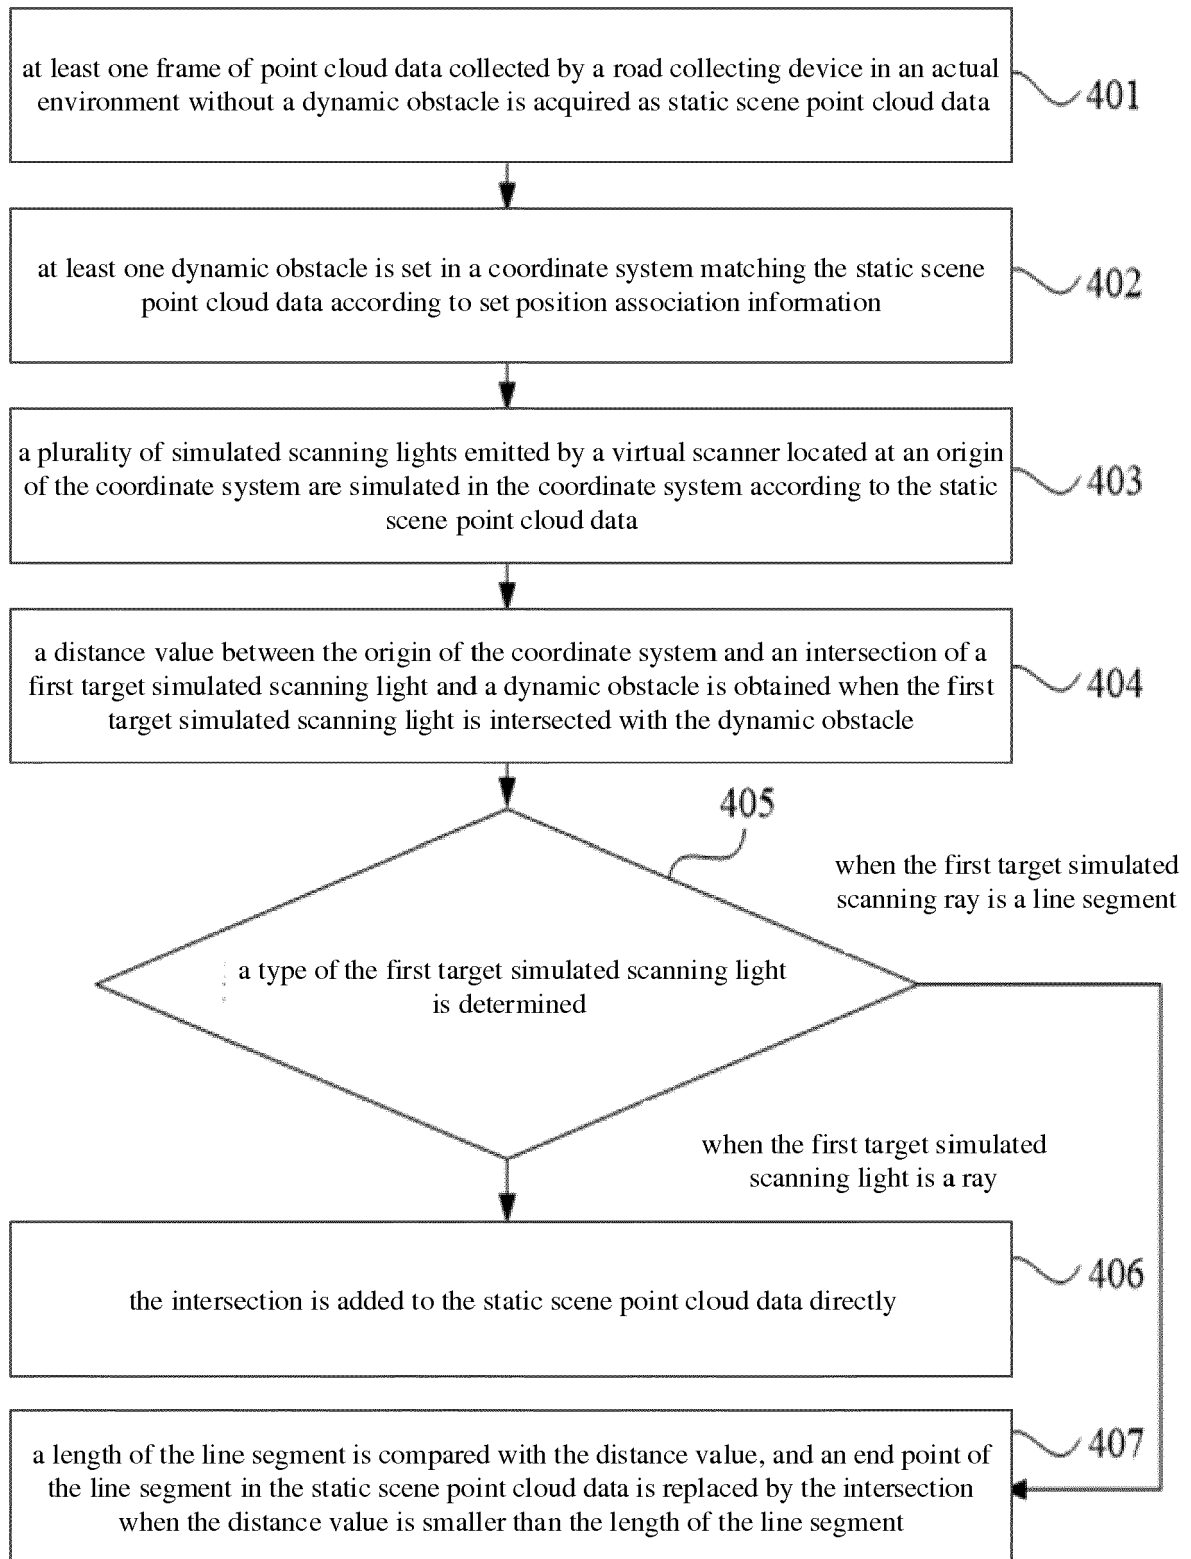 at least one frame of point cloud data collected by a road collecting device in an actual
environment without a dynamic obstacle is acquired as static scene point cloud data
401
at least one dynamic obstacle is set in a coordinate system matching the static scene
point cloud data according to set position association information
402
a plurality of simulated scanning lights emitted by a virtual scanner located at an origin
of the coordinate system are simulated in the coordinate system according to the static
scene point cloud data
403
a distance value between the origin of the coordinate system and an intersection of a
first target simulated scanning light and a dynamic obstacle is obtained when the first
target simulated scanning light is intersected with the dynamic obstacle
404
405
when the first target simulated
scanning ray is a line segment
a type of the first target simulated scanning light
is determined
when the first target simulated
scanning light is a ray
the intersection is added to the static scene point cloud data directly
406
a length of the line segment is compared with the distance value, and an end point of
the line segment in the static scene point cloud data is replaced by the intersection
when the distance value is smaller than the length of the line segment
407